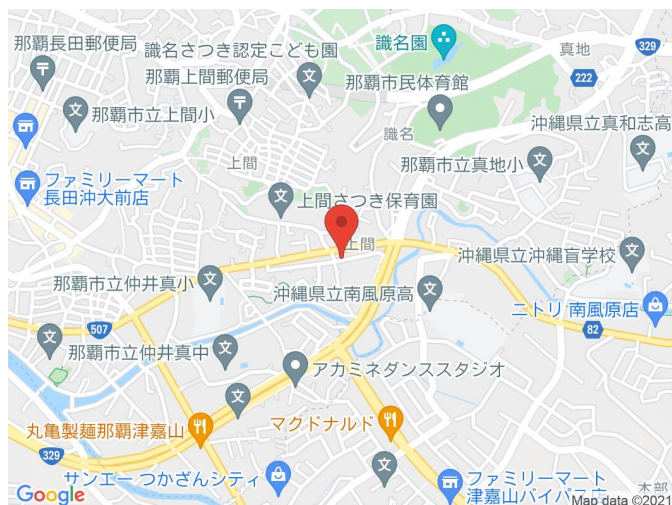 那覇長田郵便局
識名さつき認定こども園
識名園
真地
329
那覇上間郵便局
222
那覇市民体育館
那覇市立上間小
識名
沖縄県立真和志高
上間
那覇市立真地小
ファミリーマート
長田沖大前店
上間さつき保育園
上間
沖縄県立沖縄盲学校
那覇市立仲井真小
沖縄県立南風原高
ニトリ 南風原店
507
82
那覇市立仲井真中
アカミネダンススタジオ
丸亀製麺那覇津嘉山
マクドナルド
329
サンエー つかざんシティ
ファミリーマート
津嘉山バイパス店
本部
Google
Map data ©2021